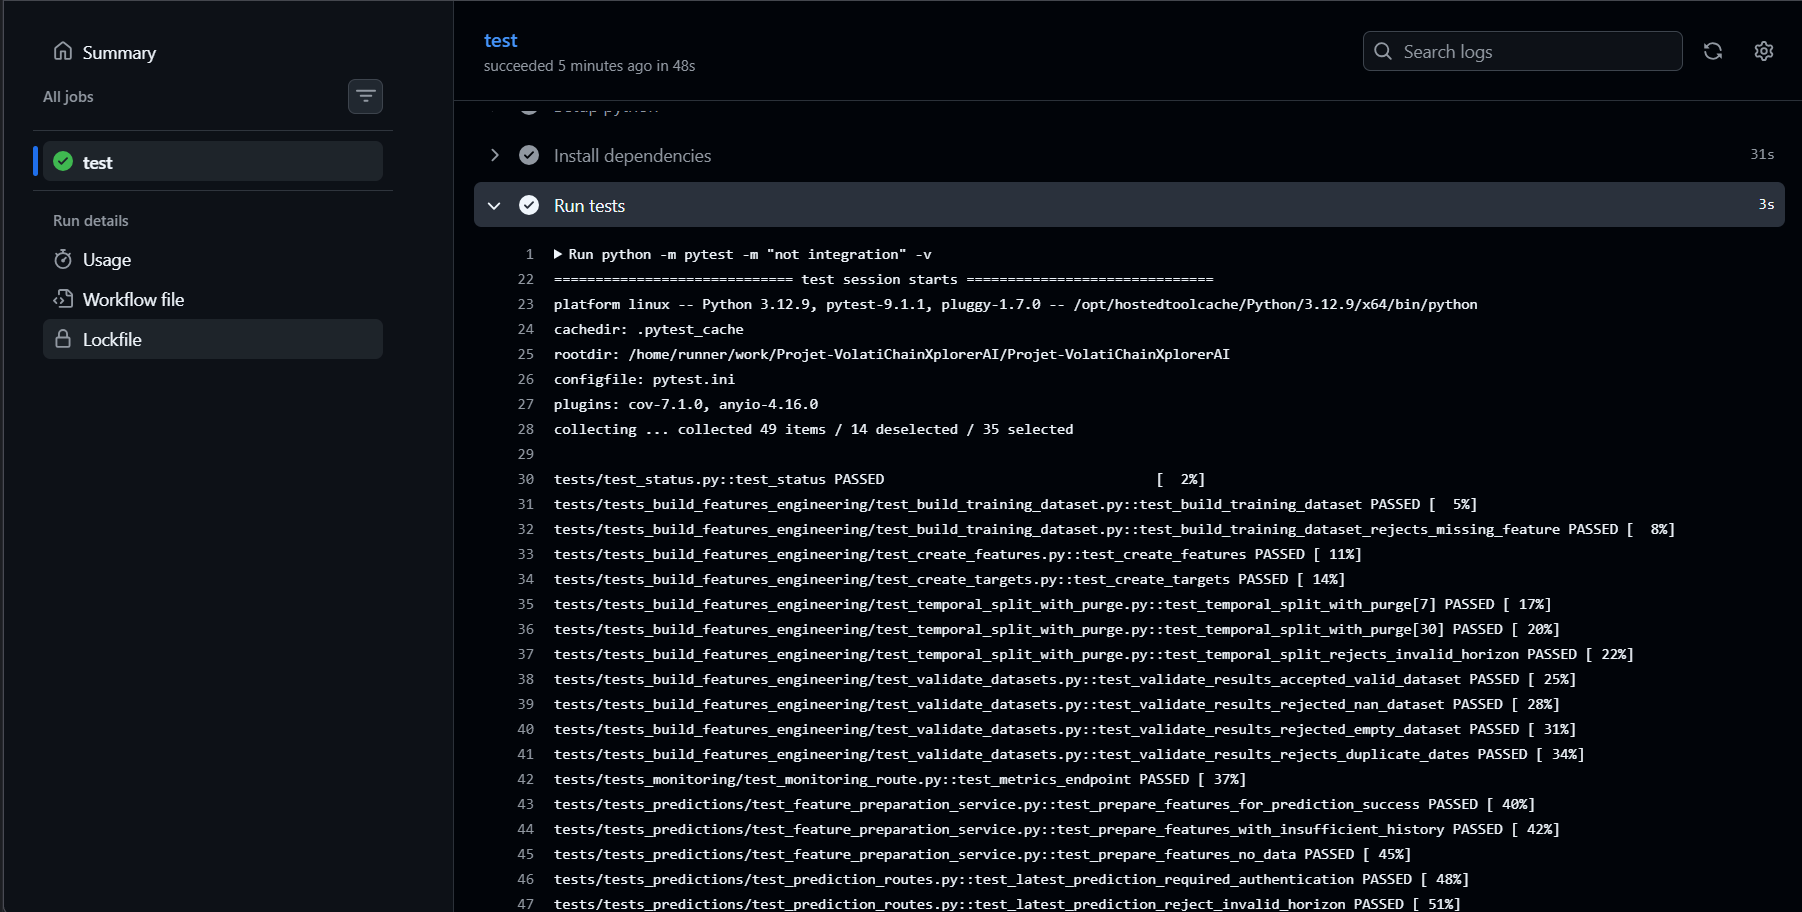 Summary
All jobs
test
Run details
Usage
Workflow file
Lockfile
test
succeeded 5 minutes ago in 48s
Search logs
Install dependencies 31s
Run tests 3s
1 Run python -m pytest -m "not integration" -v
22 ============================= test session starts ==============================
23 platform linux -- Python 3.12.9, pytest-9.1.1, pluggy-1.7.0 -- /opt/hostedtoolcache/Python/3.12.9/x64/bin/python
24 cachedir: .pytest_cache
25 rootdir: /home/runner/work/Projet-VolatiChainXplorerAI/Projet-VolatiChainXplorerAI
26 configfile: pytest.ini
27 plugins: cov-7.1.0, anyio-4.16.0
28 collecting ... collected 49 items / 14 deselected / 35 selected
29
30 tests/test_status.py::test_status PASSED [  2%]
31 tests/tests_build_features_engineering/test_build_training_dataset.py::test_build_training_dataset PASSED [  5%]
32 tests/tests_build_features_engineering/test_build_training_dataset.py::test_build_training_dataset_rejects_missing_feature PASSED [  8%]
33 tests/tests_build_features_engineering/test_create_features.py::test_create_features PASSED [ 11%]
34 tests/tests_build_features_engineering/test_create_targets.py::test_create_targets PASSED [ 14%]
35 tests/tests_build_features_engineering/test_temporal_split_with_purge.py::test_temporal_split_with_purge[7] PASSED [ 17%]
36 tests/tests_build_features_engineering/test_temporal_split_with_purge.py::test_temporal_split_with_purge[30] PASSED [ 20%]
37 tests/tests_build_features_engineering/test_temporal_split_with_purge.py::test_temporal_split_rejects_invalid_horizon PASSED [ 22%]
38 tests/tests_build_features_engineering/test_validate_datasets.py::test_validate_results_accepted_valid_dataset PASSED [ 25%]
39 tests/tests_build_features_engineering/test_validate_datasets.py::test_validate_results_rejected_nan_dataset PASSED [ 28%]
40 tests/tests_build_features_engineering/test_validate_datasets.py::test_validate_results_rejected_empty_dataset PASSED [ 31%]
41 tests/tests_build_features_engineering/test_validate_datasets.py::test_validate_results_rejects_duplicate_dates PASSED [ 34%]
42 tests/tests_monitoring/test_monitoring_route.py::test_metrics_endpoint PASSED [ 37%]
43 tests/tests_predictions/test_feature_preparation_service.py::test_prepare_features_for_prediction_success PASSED [ 40%]
44 tests/tests_predictions/test_feature_preparation_service.py::test_prepare_features_with_insufficient_history PASSED [ 42%]
45 tests/tests_predictions/test_feature_preparation_service.py::test_prepare_features_no_data PASSED [ 45%]
46 tests/tests_predictions/test_prediction_routes.py::test_latest_prediction_required_authentication PASSED [ 48%]
47 tests/tests_predictions/test_prediction_routes.py::test_latest_prediction_reject_invalid_horizon PASSED [ 51%]